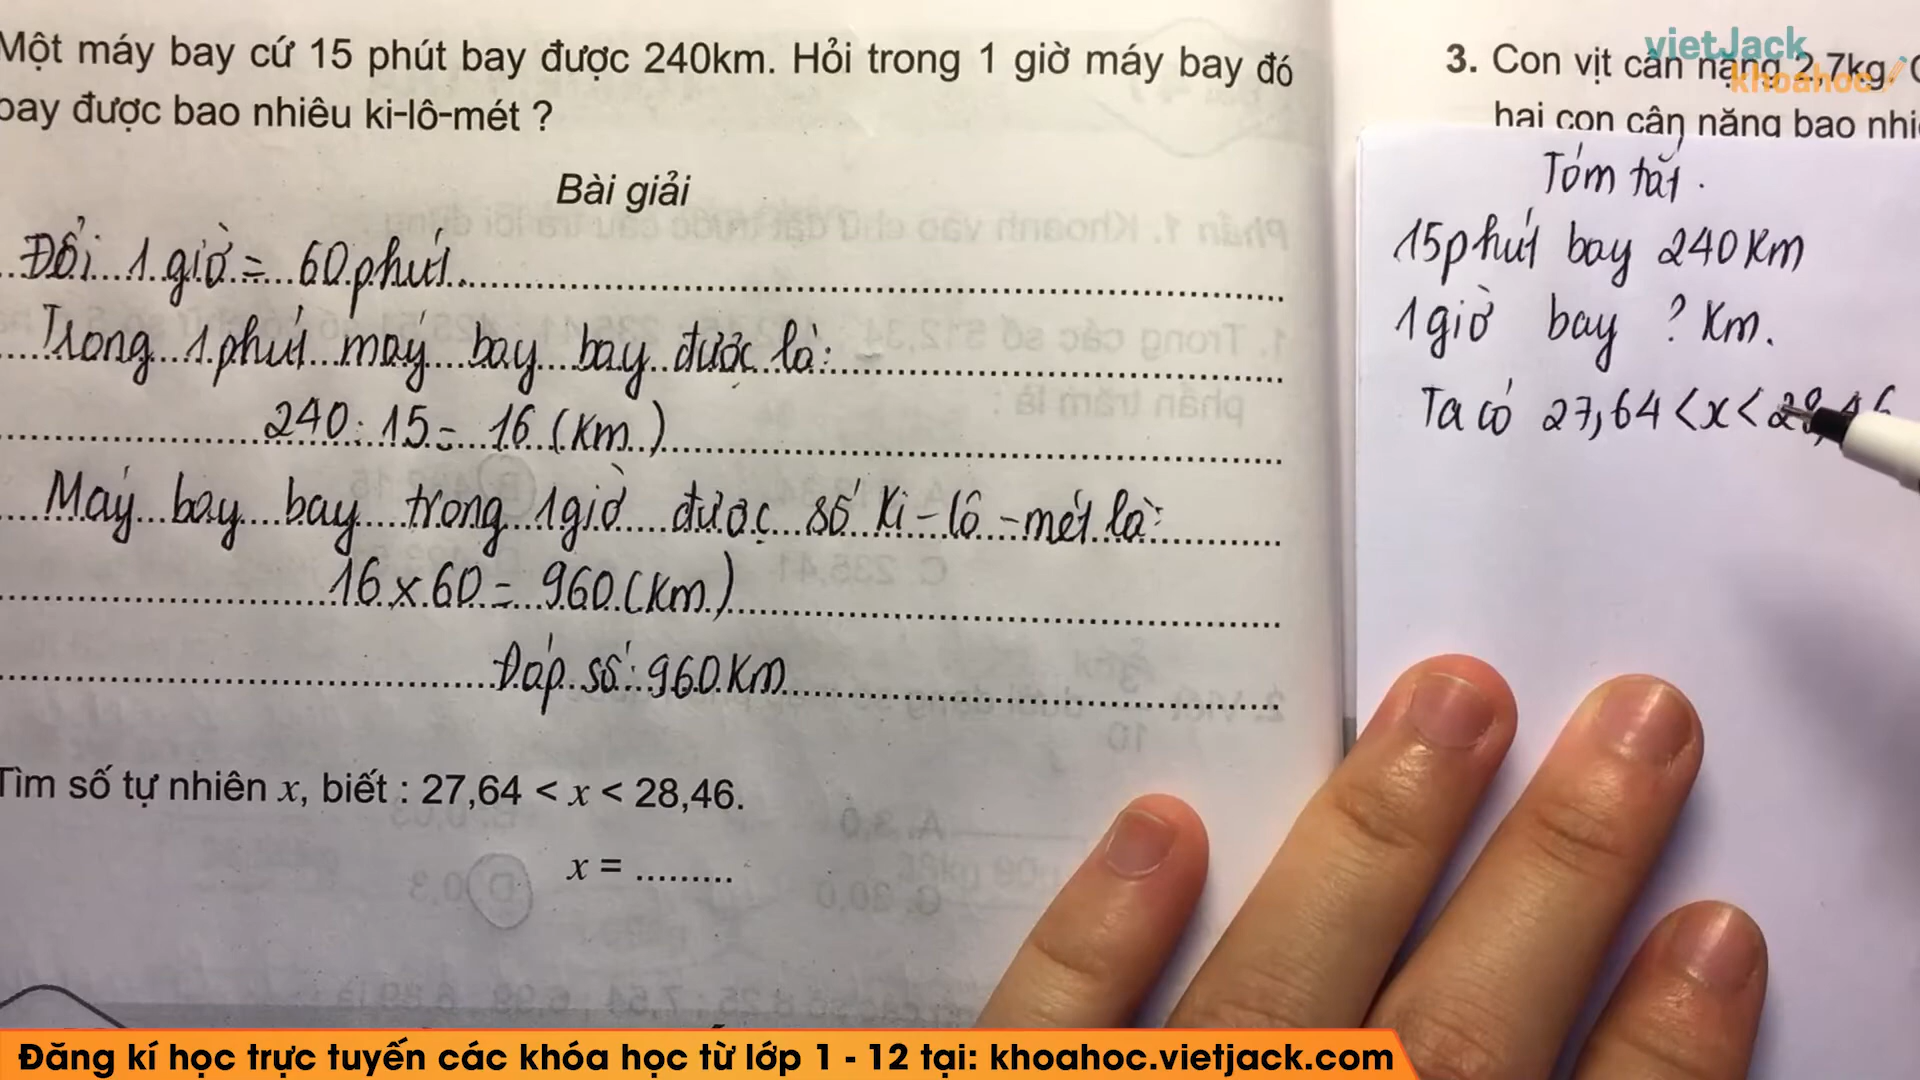 Một máy bay cứ 15 phút bay được 240km. Hỏi trong 1 giờ máy bay đó
bay được bao nhiêu ki-lô-mét ?
Bài giải
Đổi 1 giờ = 60 phút
Trong 1 phút máy bay bay được là:
240 : 15 = 16 (km)
Máy bay bay trong 1 giờ được số ki-lô-mét là:
16 x 60 = 960 (km)
Đáp số: 960 km
Tìm số tự nhiên x, biết : 27,64 < x < 28,46.
x = .........
vietJack
khoahoc
3. Con vịt cân nặng 2,7kg.
hai con cân nặng bao
Tóm tắt.
15 phút bay 240 km
1 giờ bay ? km.
Ta có 27,64 < x < 28,46
Đăng kí học trực tuyến các khóa học từ lớp 1 - 12 tại: khoahoc.vietjack.com